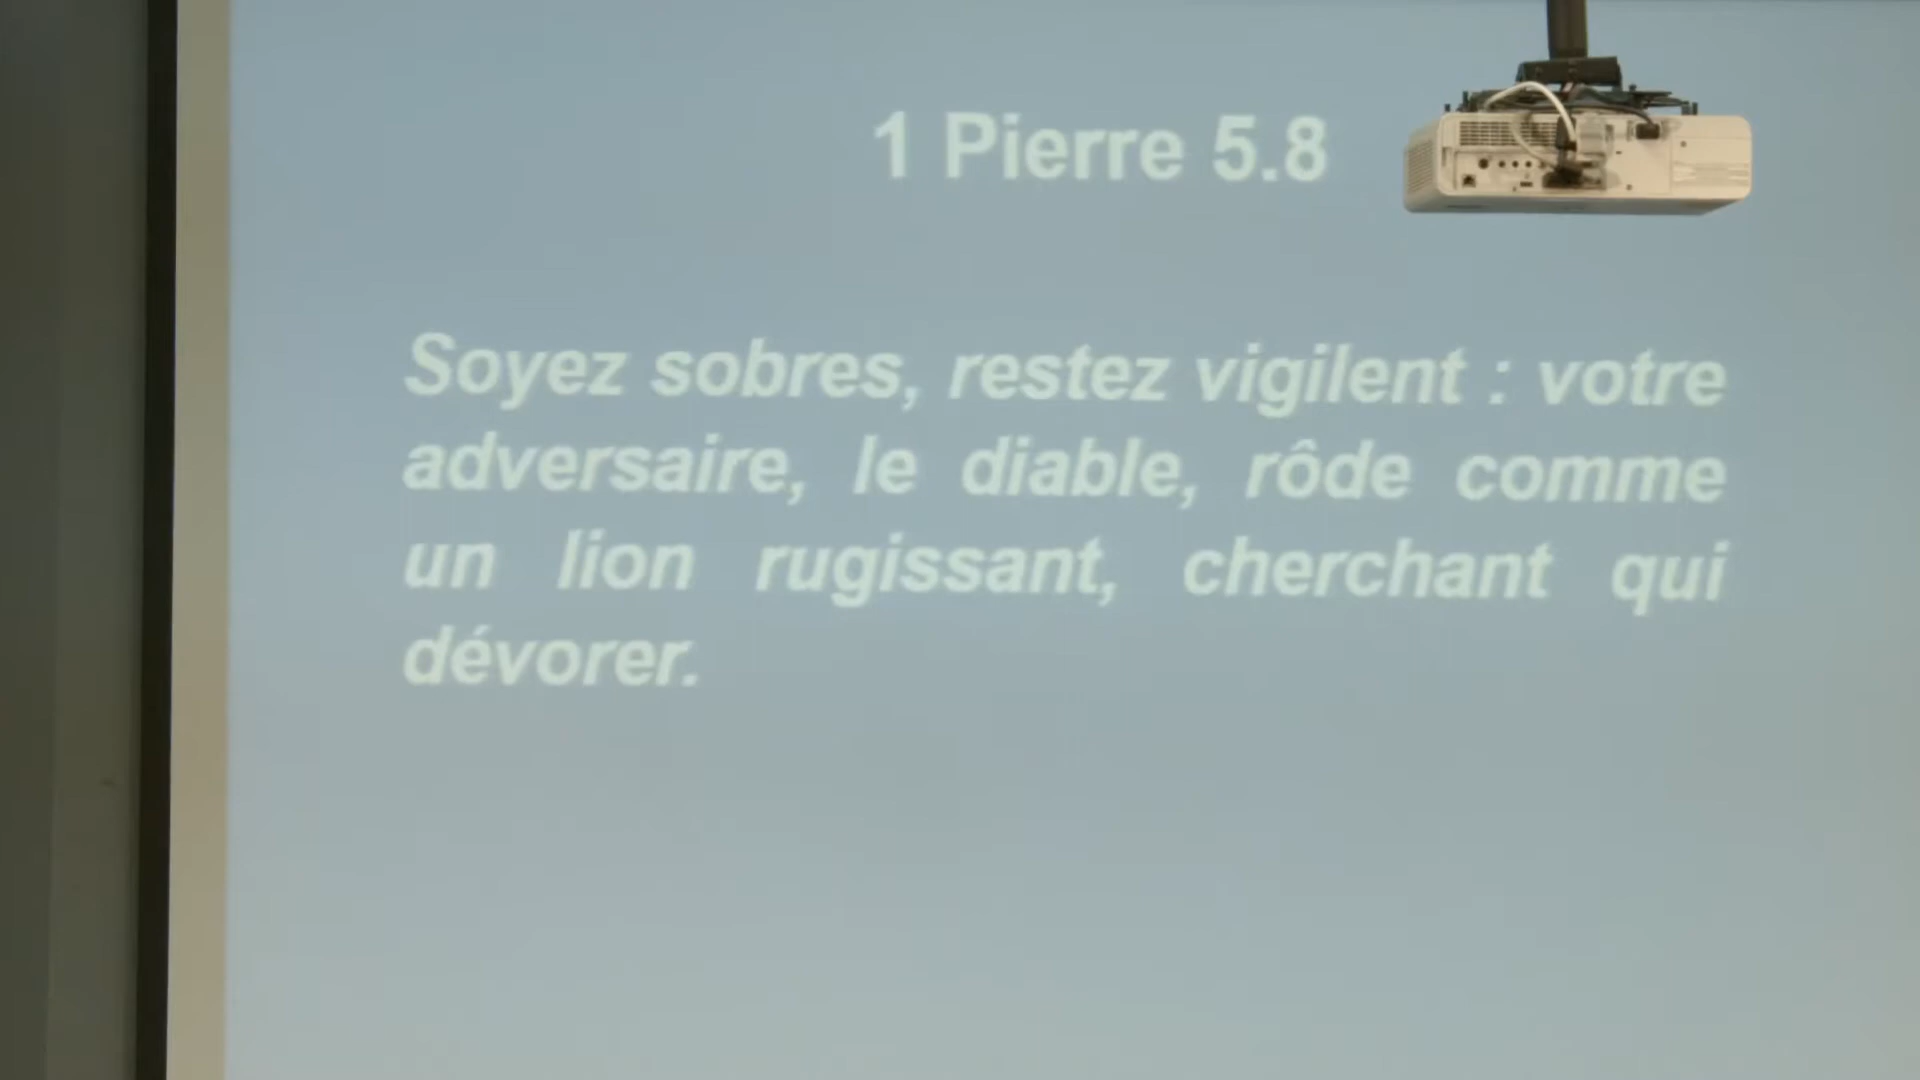 1 Pierre 5.8
Soyez sobres, restez vigilent : votre
adversaire, le diable, rôde comme
un lion rugissant, cherchant qui
dévorer.